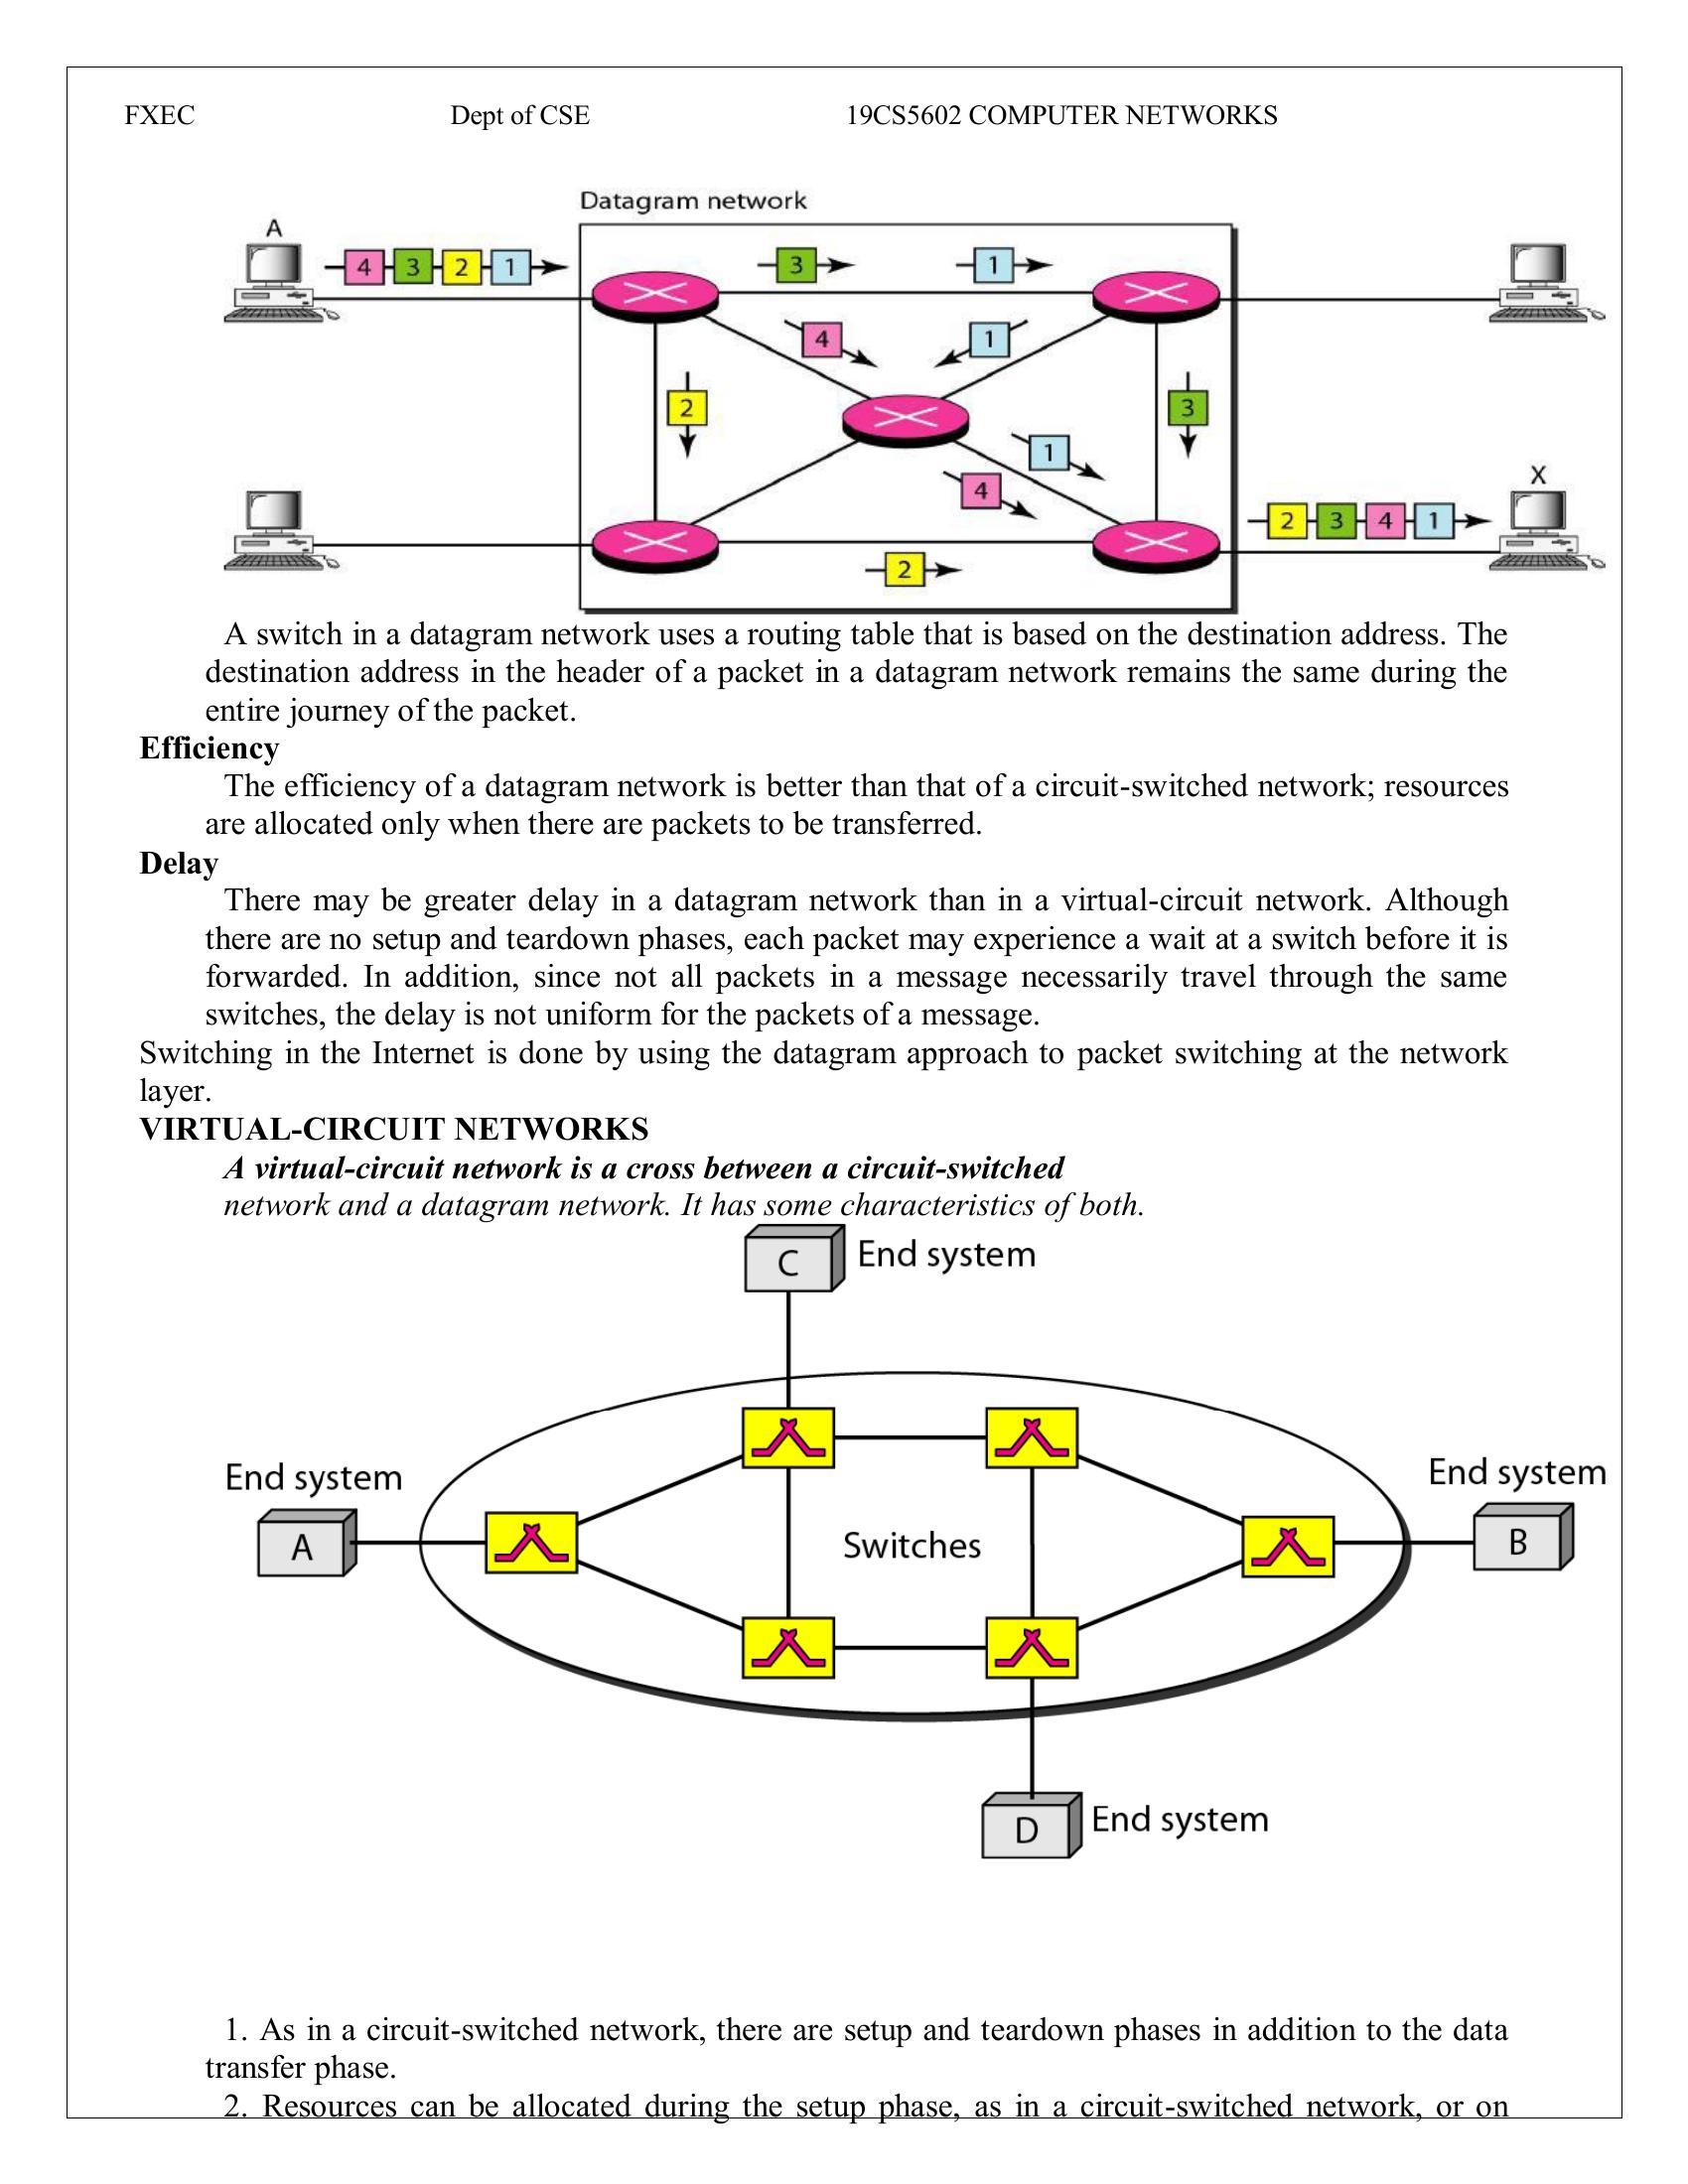 FXEC Dept of CSE 19CS5602 COMPUTER NETWORKS
Datagram network
A
4 3 2 1
3 1
4 1
2 3
1
4
X
2 3 4 1
2
A switch in a datagram network uses a routing table that is based on the destination address. The
destination address in the header of a packet in a datagram network remains the same during the
entire journey of the packet.
Efficiency
The efficiency of a datagram network is better than that of a circuit-switched network; resources
are allocated only when there are packets to be transferred.
Delay
There may be greater delay in a datagram network than in a virtual-circuit network. Although
there are no setup and teardown phases, each packet may experience a wait at a switch before it is
forwarded. In addition, since not all packets in a message necessarily travel through the same
switches, the delay is not uniform for the packets of a message.
Switching in the Internet is done by using the datagram approach to packet switching at the network
layer.
VIRTUAL-CIRCUIT NETWORKS
A virtual-circuit network is a cross between a circuit-switched
network and a datagram network. It has some characteristics of both.
C End system
End system
A
Switches
End system
B
D End system
1. As in a circuit-switched network, there are setup and teardown phases in addition to the data
transfer phase.
2. Resources can be allocated during the setup phase, as in a circuit-switched network, or on